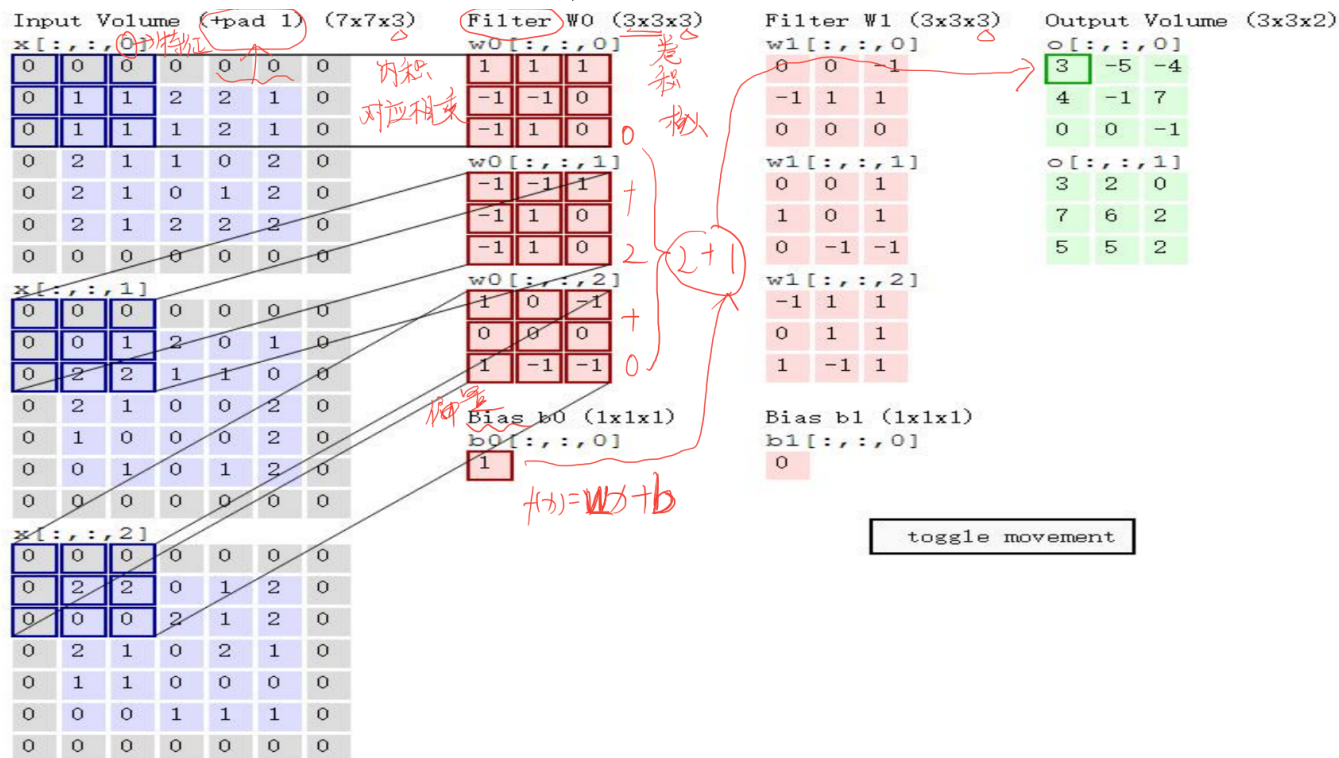 Input Volume (+pad 1) (7x7x3)
x[:,:,0] → 特征
0 0 0 0 0 0 0
0 1 1 2 2 1 0
0 1 1 1 2 1 0
0 2 1 1 0 2 0
0 2 1 0 1 2 0
0 2 1 2 2 2 0
0 0 0 0 0 0 0
x[:,:,1]
0 0 0 0 0 0 0
0 0 1 2 0 1 0
0 2 2 1 1 0 0
0 2 1 0 0 2 0
0 1 0 0 0 2 0
0 0 1 0 1 2 0
0 0 0 0 0 0 0
x[:,:,2]
0 0 0 0 0 0 0
0 2 2 0 1 2 0
0 0 0 2 1 2 0
0 2 1 0 2 1 0
0 1 1 0 0 0 0
0 0 0 1 1 1 0
0 0 0 0 0 0 0
内积
对应相乘
Filter W0 (3x3x3)
w0[:,:,0]
1 1 1
-1 -1 0
-1 1 0
0
w0[:,:,1]
-1 -1 1
-1 1 0
-1 1 0
+
2
w0[:,:,2]
1 0 -1
0 0 0
1 -1 -1
+
0
卷
积
2+1
偏置
Bias b0 (1x1x1)
b0[:,:,0]
1
f(x)=wx+b
Filter W1 (3x3x3)
w1[:,:,0]
0 0 -1
-1 1 1
0 0 0
w1[:,:,1]
0 0 1
1 0 1
0 -1 -1
w1[:,:,2]
-1 1 1
0 1 1
1 -1 1
Bias b1 (1x1x1)
b1[:,:,0]
0
Output Volume (3x3x2)
o[:,:,0]
3 -5 -4
4 -1 7
0 0 -1
o[:,:,1]
3 2 0
7 6 2
5 5 2
toggle movement